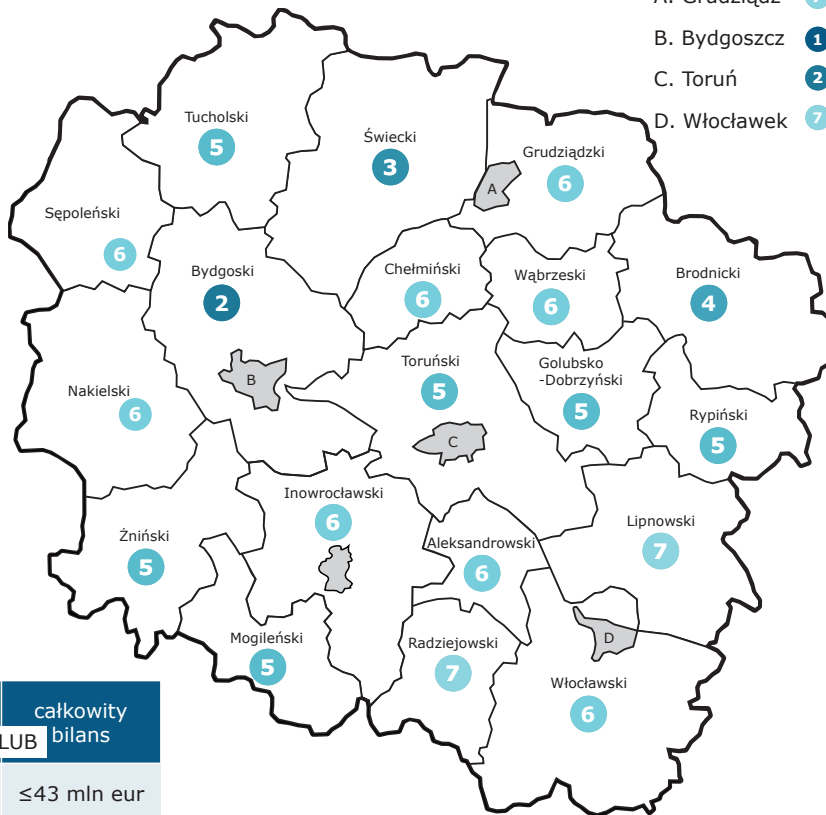 A. Grudziądz 7
B. Bydgoszcz 1
C. Toruń 2
D. Włocławek 7
Tucholski
5
Świecki
3
Grudziądzki
6
A
Sępoleński
6
Bydgoski
2
Chełmiński
6
Wąbrzeski
6
Brodnicki
4
B
Nakielski
6
Toruński
5
C
Golubsko
-Dobrzyński
5
Rypiński
5
Inowrocławski
6
Żniński
5
Aleksandrowski
6
Lipnowski
7
D
Mogileński
5
Radziejowski
7
Włocławski
6
całkowity
LUB bilans
≤43 mln eur